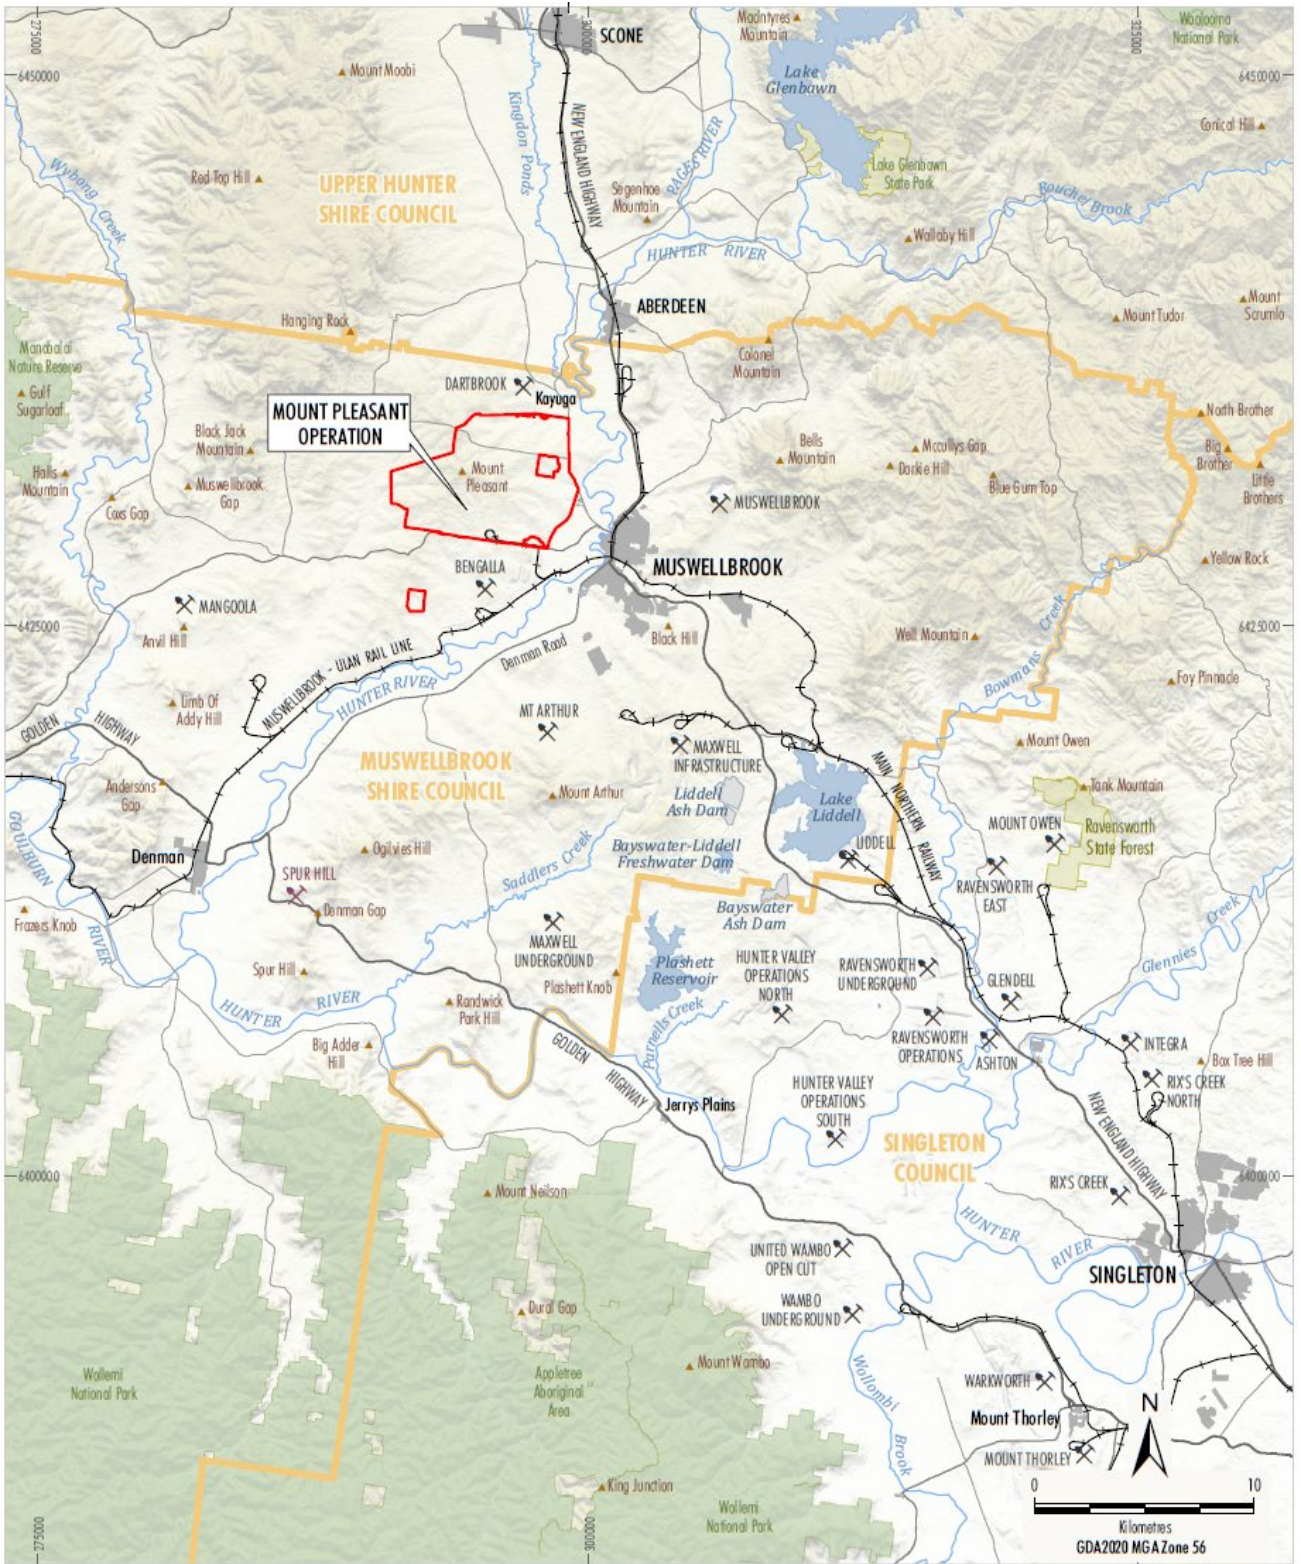 275000
300000
325000
SCONE
MacIntyres
Mountain
Woolooma
National Park
6450000
6450000
Mount Moobi
Lake
Glenbawn
Kingdon Ponds
NEW ENGLAND HIGHWAY
PAGES RIVER
Conical Hill
Wybong Creek
Red Top Hill
UPPER HUNTER
SHIRE COUNCIL
Segenhoe
Mountain
Lake Glenbawn
State Park
Rouchel Brook
Wallaby Hill
HUNTER RIVER
ABERDEEN
Mount
Scrumlo
Mount Tudor
Hanging Rock
Manobalai
Nature Reserve
Colonel
Mountain
Gulf
Sugarloaf
DARTBROOK
Kayuga
MOUNT PLEASANT
OPERATION
North Brother
Black Jack
Mountain
Bells
Mountain
Mccullys Gap
Big
Brother
Halls
Mountain
Mount
Pleasant
Darkie Hill
Muswellbrook
Gap
Blue Gum Top
Little
Brothers
Coxs Gap
MUSWELLBROOK
BENGALLA
MUSWELLBROOK
Yellow Rock
MANGOOLA
Anvil Hill
6425000
6425000
Black Hill
Well Mountain
Bowmans Creek
Denman Road
MUSWELLBROOK - ULAN RAIL LINE
HUNTER RIVER
Foy Pinnacle
Limb Of
Addy Hill
GOLDEN HIGHWAY
MT ARTHUR
MAXWELL
INFRASTRUCTURE
Mount Owen
MUSWELLBROOK
SHIRE COUNCIL
MAIN NORTHERN RAILWAY
Andersons
Gap
Mount Arthur
Liddell
Ash Dam
Lake
Liddell
Tank Mountain
GOULBURN RIVER
MOUNT OWEN
Ravensworth
State Forest
Denman
Ogilvies Hill
Saddlers Creek
Bayswater-Liddell
Freshwater Dam
LIDDELL
SPUR HILL
RAVENSWORTH
EAST
Denman Gap
Bayswater
Ash Dam
Frazers Knob
MAXWELL
UNDERGROUND
Glennies Creek
Spur Hill
Plashett
Reservoir
HUNTER VALLEY
OPERATIONS
NORTH
RAVENSWORTH
UNDERGROUND
GLENDELL
Plashett Knob
HUNTER RIVER
Randwick
Park Hill
Parnells Creek
RAVENSWORTH
OPERATIONS
ASHTON
INTEGRA
Big Adder
Hill
GOLDEN HIGHWAY
Box Tree Hill
RIX'S CREEK
NORTH
Jerrys Plains
HUNTER VALLEY
OPERATIONS
SOUTH
NEW ENGLAND HIGHWAY
SINGLETON
COUNCIL
6400000
6400000
Mount Neilson
RIX'S CREEK
HUNTER RIVER
UNITED WAMBO
OPEN CUT
SINGLETON
WAMBO
UNDERGROUND
Dural Gap
Wollemi
National Park
Appletree
Aboriginal
Area
Mount Wambo
Wollombi Brook
WARKWORTH
N
Mount Thorley
MOUNT THORLEY
King Junction
0
10
Wollemi
National Park
Kilometres
GDA2020 MGA Zone 56
275000
300000